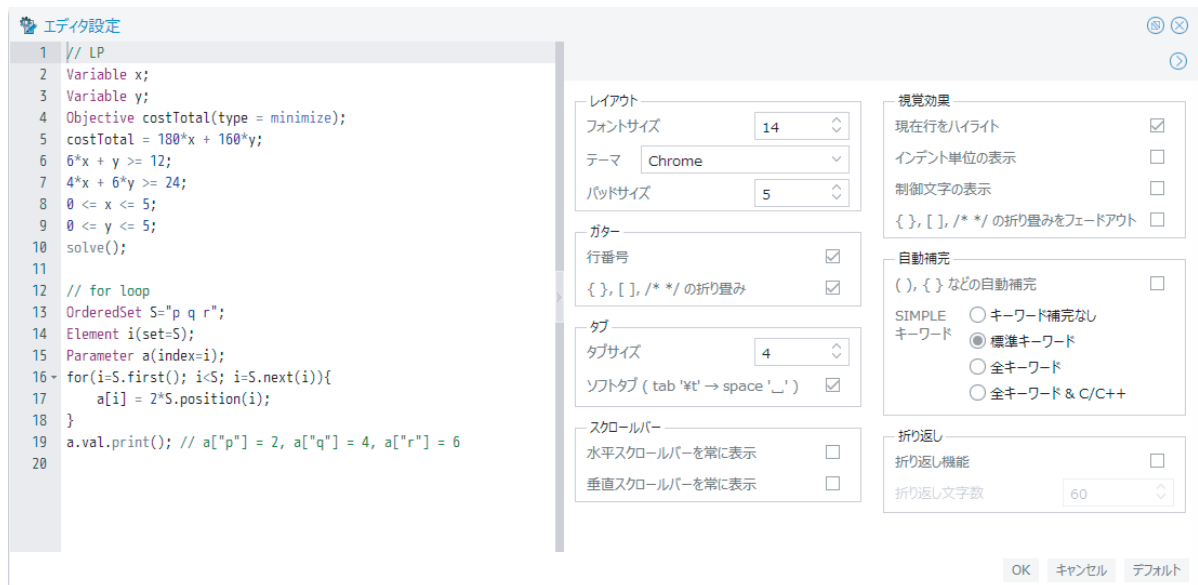 エディタ設定
1 // LP
2 Variable x;
3 Variable y;
4 Objective costTotal(type = minimize);
5 costTotal = 180*x + 160*y;
6 6*x + y >= 12;
7 4*x + 6*y >= 24;
8 0 <= x <= 5;
9 0 <= y <= 5;
10 solve();
11
12 // for loop
13 OrderedSet S="p q r";
14 Element i(set=S);
15 Parameter a(index=i);
16 for(i=S.first(); i<S; i=S.next(i)){
17     a[i] = 2*S.position(i);
18 }
19 a.val.print(); // a["p"] = 2, a["q"] = 4, a["r"] = 6
20
レイアウト
フォントサイズ 14
テーマ Chrome
パッドサイズ 5
ガター
行番号
{ }, [ ], /* */ の折り畳み
タブ
タブサイズ 4
ソフトタブ ( tab '¥t' → space '␣' )
スクロールバー
水平スクロールバーを常に表示
垂直スクロールバーを常に表示
視覚効果
現在行をハイライト
インデント単位の表示
制御文字の表示
{ }, [ ], /* */ の折り畳みをフェードアウト
自動補完
( ), { } などの自動補完
SIMPLE
キーワード
キーワード補完なし
標準キーワード
全キーワード
全キーワード & C/C++
折り返し
折り返し機能
折り返し文字数 60
OK キャンセル デフォルト